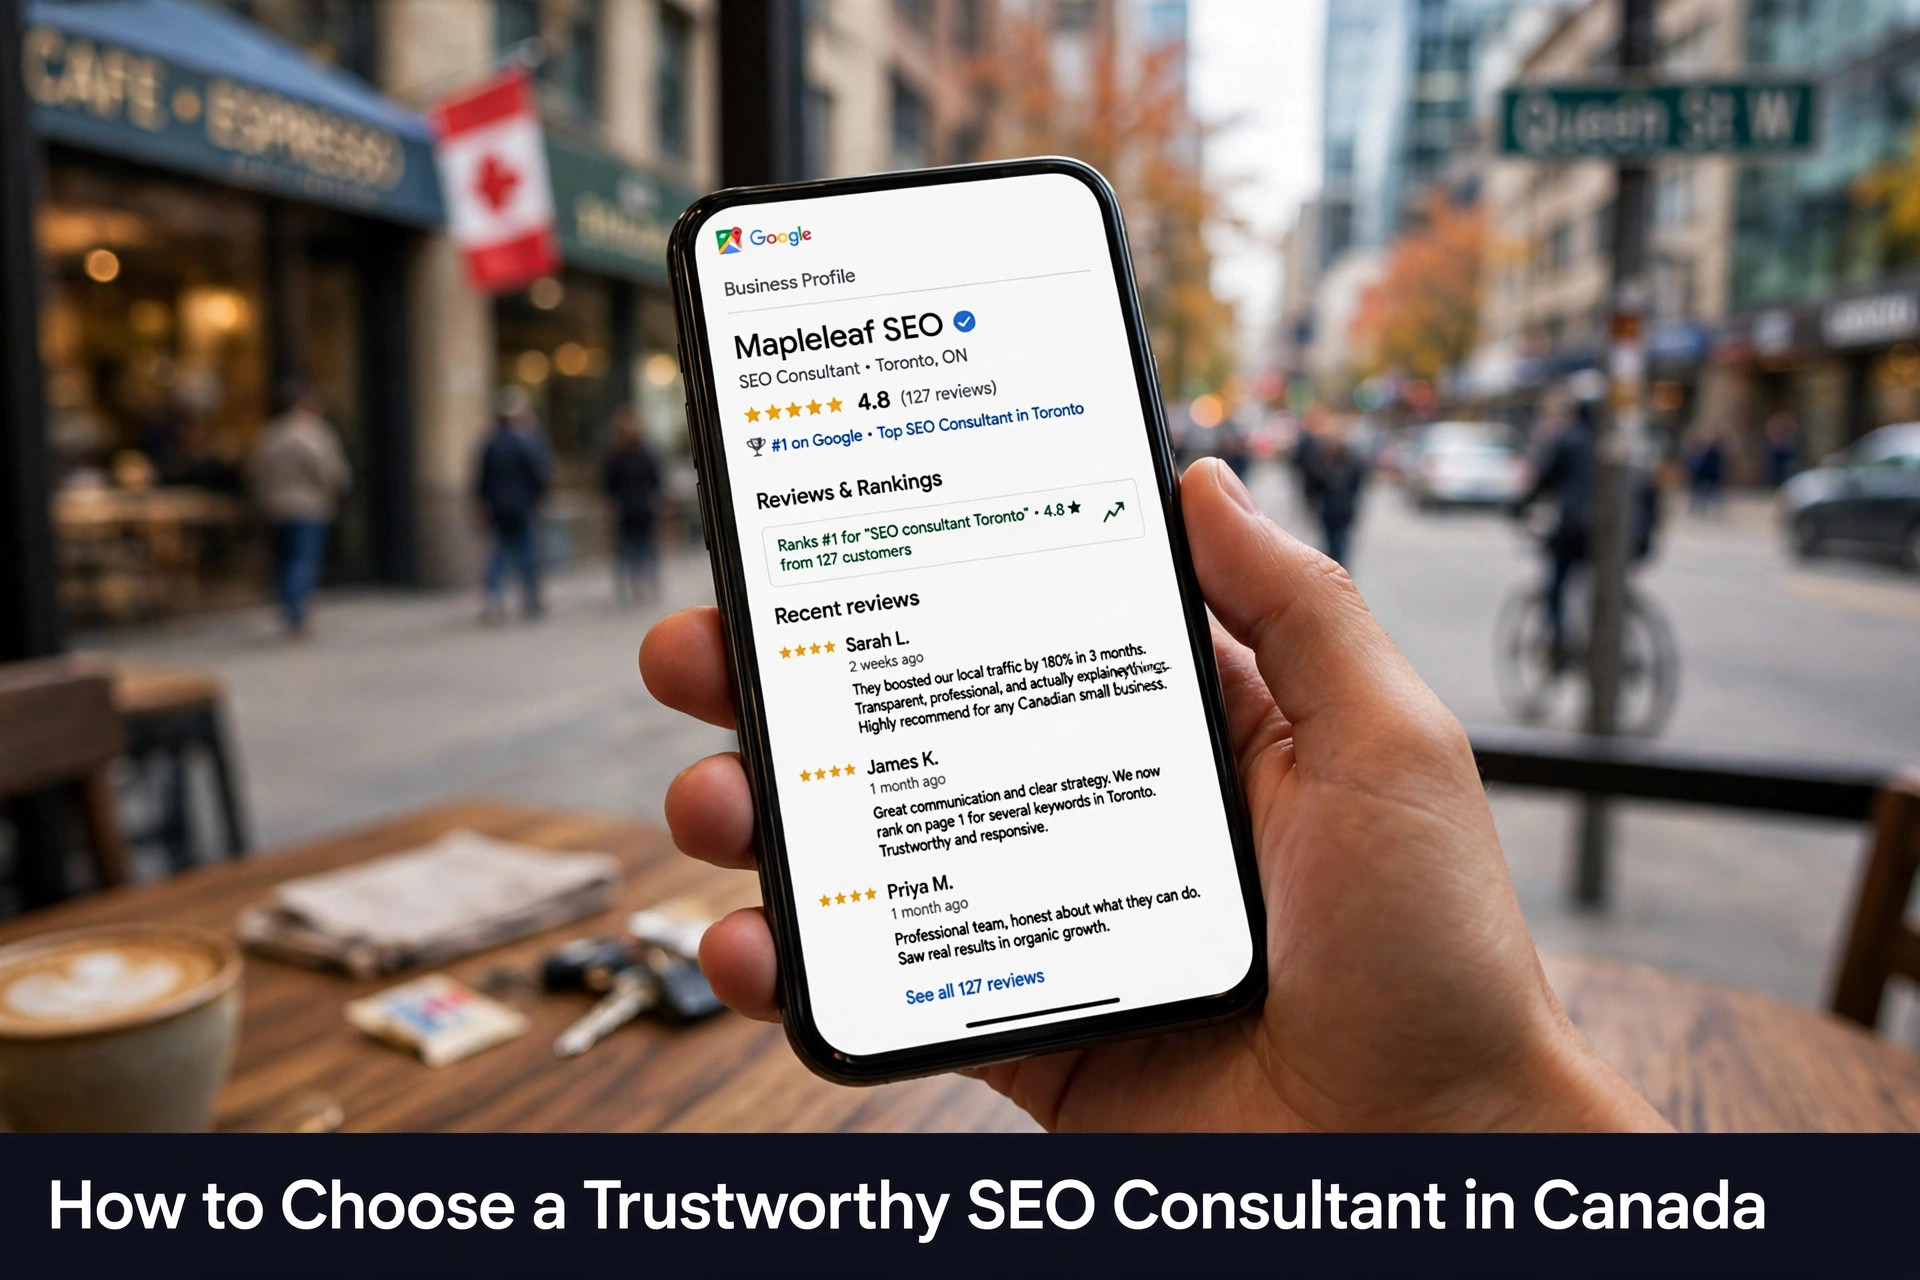 CAFE • ESPRESSO
Queen St W
Google
Business Profile
Mapleleaf SEO
SEO Consultant • Toronto, ON
4.8 (127 reviews)
#1 on Google • Top SEO Consultant in Toronto
Reviews & Rankings
Ranks #1 for "SEO consultant Toronto" • 4.8★
from 127 customers
Recent reviews
★★★★ Sarah L.
2 weeks ago
They boosted our local traffic by 180% in 3 months.
Transparent, professional, and actually
Highly recommend for any Canadian small business.
★★★★ James K.
1 month ago
Great communication and clear strategy. We now
rank on page 1 for several keywords in Toronto.
Trustworthy and responsive.
★★★★ Priya M.
1 month ago
Professional team, honest about what they can do.
Saw real results in organic growth.
See all 127 reviews
How to Choose a Trustworthy SEO Consultant in Canada